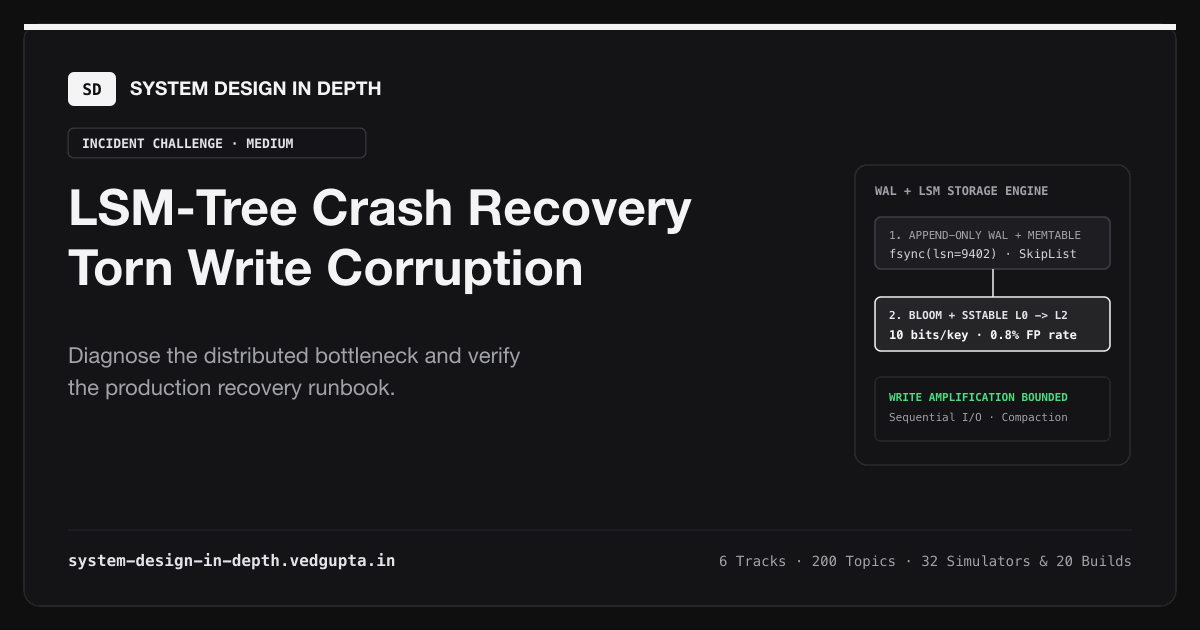 SD SYSTEM DESIGN IN DEPTH
INCIDENT CHALLENGE · MEDIUM
LSM-Tree Crash Recovery
Torn Write Corruption
Diagnose the distributed bottleneck and verify
the production recovery runbook.
WAL + LSM STORAGE ENGINE
1. APPEND-ONLY WAL + MEMTABLE
fsync(lsn=9402) · SkipList
2. BLOOM + SSTABLE L0 -> L2
10 bits/key · 0.8% FP rate
WRITE AMPLIFICATION BOUNDED
Sequential I/O · Compaction
system-design-in-depth.vedgupta.in
6 Tracks · 200 Topics · 32 Simulators & 20 Builds